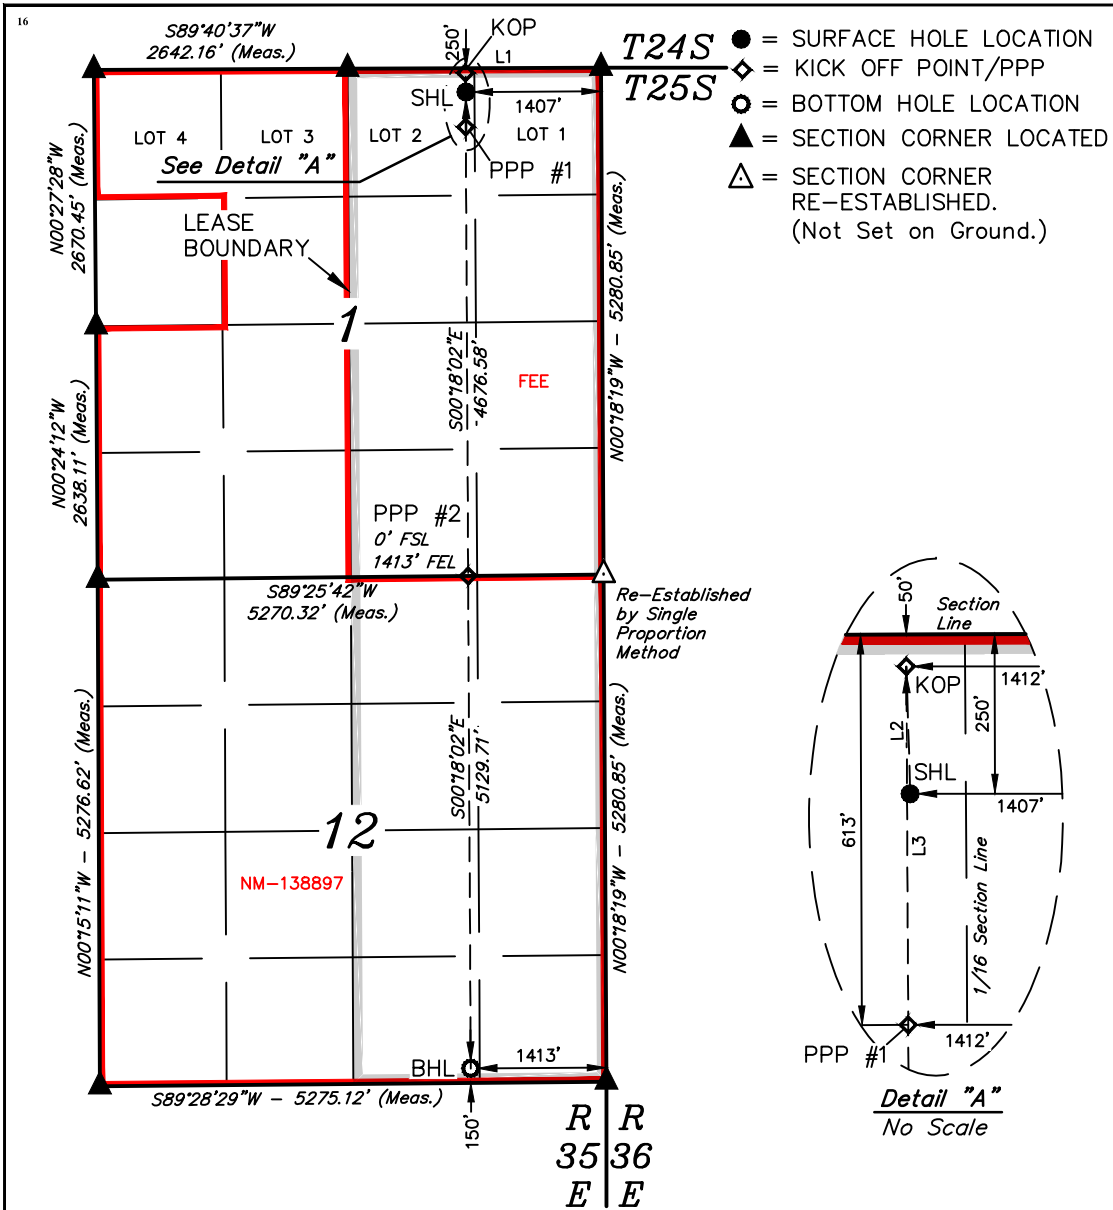 16
S89°40'37"W
2642.16' (Meas.)
250'
KOP
L1
T24S
T25S
● = SURFACE HOLE LOCATION
◇ = KICK OFF POINT/PPP
○ = BOTTOM HOLE LOCATION
▲ = SECTION CORNER LOCATED
△ = SECTION CORNER
RE-ESTABLISHED.
(Not Set on Ground.)
SHL
1407'
LOT 4
LOT 3
LOT 2
LOT 1
See Detail "A"
PPP #1
N00°27'28"W
2670.45' (Meas.)
LEASE
BOUNDARY
1
S00°18'02"E
4676.58'
FEE
N00°18'19"W - 5280.85' (Meas.)
N00°24'12"W
2638.11' (Meas.)
PPP #2
0' FSL
1413' FEL
S89°25'42"W
5270.32' (Meas.)
Re-Established
by Single
Proportion
Method
N00°15'11"W - 5276.62' (Meas.)
S00°18'02"E
5129.71'
N00°18'19"W - 5280.85' (Meas.)
12
NM-138897
BHL
1413'
S89°28'29"W - 5275.12' (Meas.)
150'
R R
35 36
E E
50'
Section
Line
KOP
1412'
L2
250'
SHL
1407'
613'
L3
1/16 Section Line
PPP #1
1412'
Detail "A"
No Scale